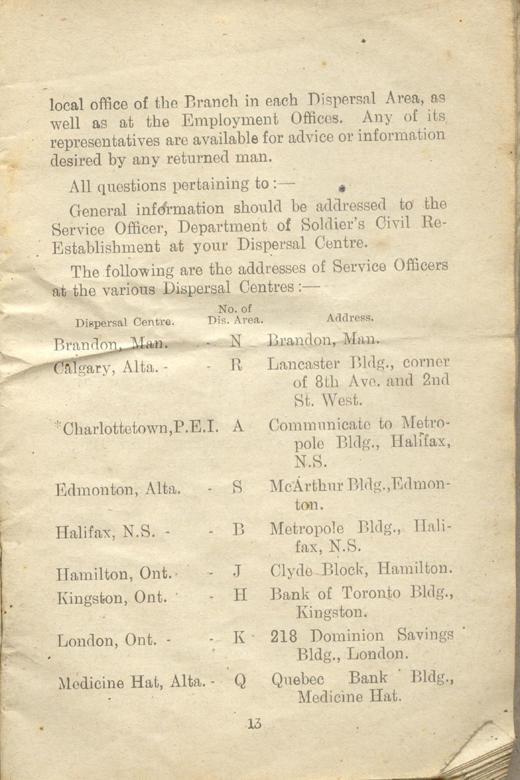 local office of the Branch in each Dispersal Area, as
well as at the Employment Offices. Any of its
representatives are available for advice or information
desired by any returned man.
All questions pertaining to :—
General information should be addressed to the
Service Officer, Department of Soldier's Civil Re-
Establishment at your Dispersal Centre.
The following are the addresses of Service Officers
at the various Dispersal Centres :—
Dispersal Centre. No. of Dis. Area. Address.
Brandon, Man. - N Brandon, Man.
Calgary, Alta. - - R Lancaster Bldg., corner
of 8th Ave. and 2nd
St. West.
*Charlottetown, P.E.I. A Communicate to Metro-
pole Bldg., Halifax,
N.S.
Edmonton, Alta. - S McArthur Bldg., Edmon-
ton.
Halifax, N.S. - - B Metropole Bldg., Hali-
fax, N.S.
Hamilton, Ont. - J Clyde Block, Hamilton.
Kingston, Ont. - H Bank of Toronto Bldg.,
Kingston.
London, Ont. - - K 218 Dominion Savings
Bldg., London.
Medicine Hat, Alta. - Q Quebec Bank Bldg.,
Medicine Hat.
13